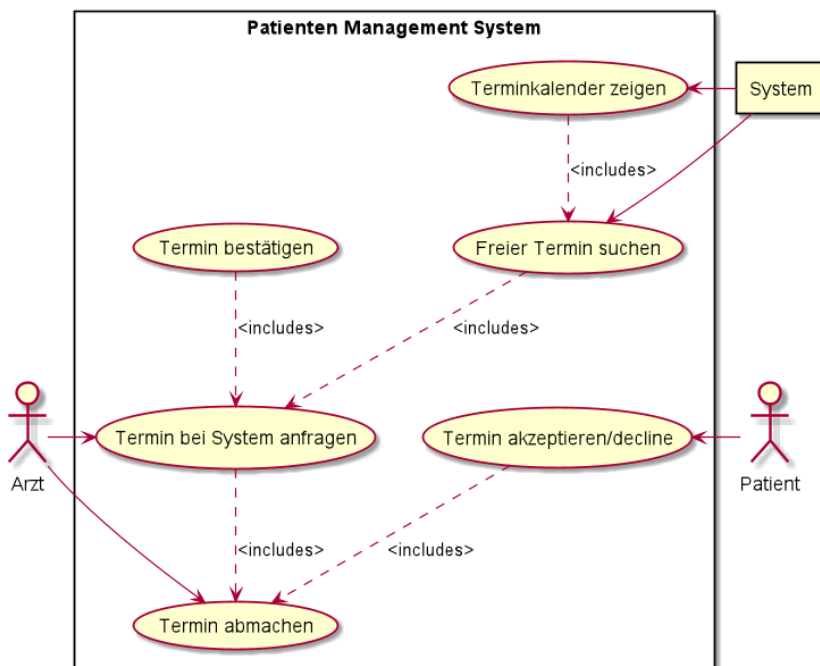 Patienten Management System
Terminkalender zeigen
System
<includes>
Termin bestätigen
Freier Termin suchen
<includes>
<includes>
Termin bei System anfragen
Termin akzeptieren/decline
Arzt
Patient
<includes>
<includes>
Termin abmachen